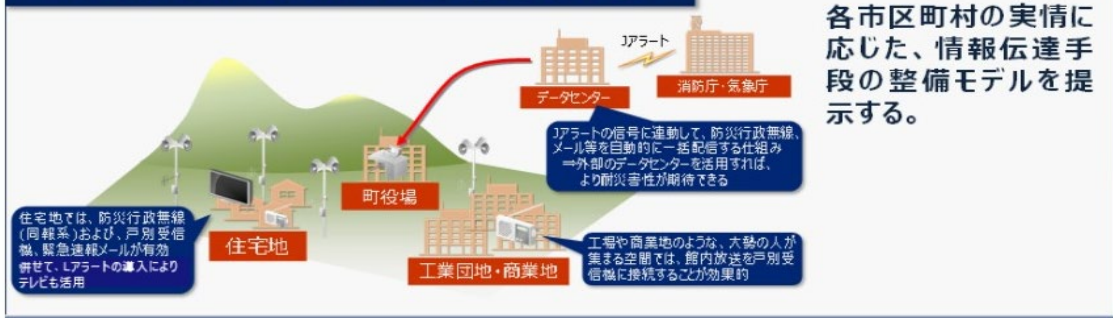 各市区町村の実情に
応じた、情報伝達手
段の整備モデルを提
示する。
Jアラート
データセンター
消防庁・気象庁
Jアラートの信号に連動して、防災行政無線、
メール等を自動的に一括配信する仕組み
⇒外部のデータセンターを活用すれば、
より耐災害性が期待できる
町役場
住宅地では、防災行政無線
(同報系)および、戸別受信
機、緊急速報メールが有効
併せて、Lアラートの導入により
テレビも活用
住宅地
工業団地・商業地
工場や商業地のような、大勢の人が
集まる空間では、館内放送を戸別受
信機に接続することが効果的